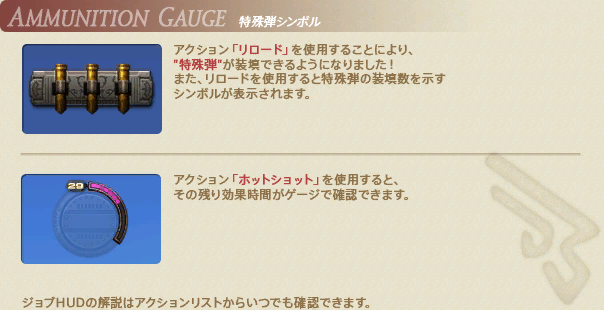 AMMUNITION GAUGE 特殊弾シンボル
アクション「リロード」を使用することにより、
"特殊弾"が装填できるようになりました!
また、リロードを使用すると特殊弾の装填数を示す
シンボルが表示されます。
29
アクション「ホットショット」を使用すると、
その残り効果時間がゲージで確認できます。
ジョブHUDの解説はアクションリストからいつでも確認できます。